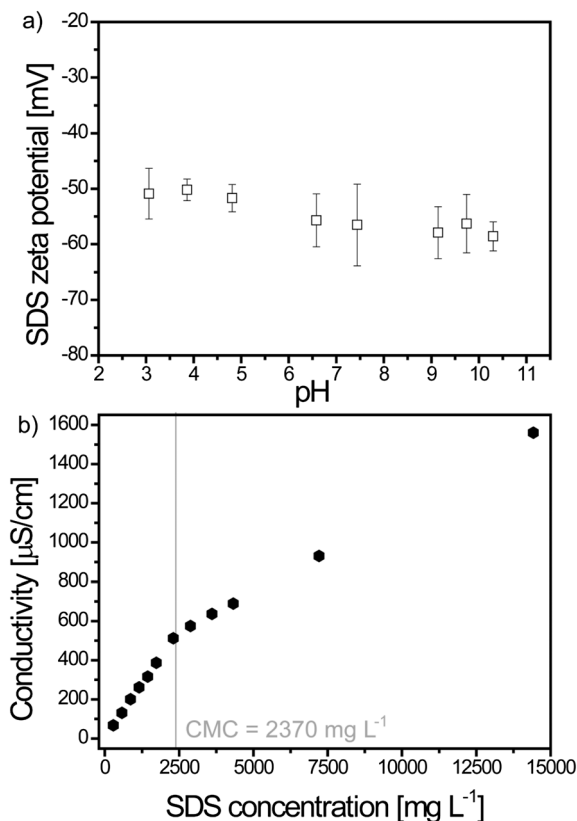 a)
SDS zeta potential [mV]
-20
-30
-40
-50
-60
-70
-80
2 3 4 5 6 7 8 9 10 11
pH
b)
Conductivity [µS/cm]
1600
1400
1200
1000
800
600
400
200
0
CMC = 2370 mg L⁻¹
0 2500 5000 7500 10000 12500 15000
SDS concentration [mg L⁻¹]